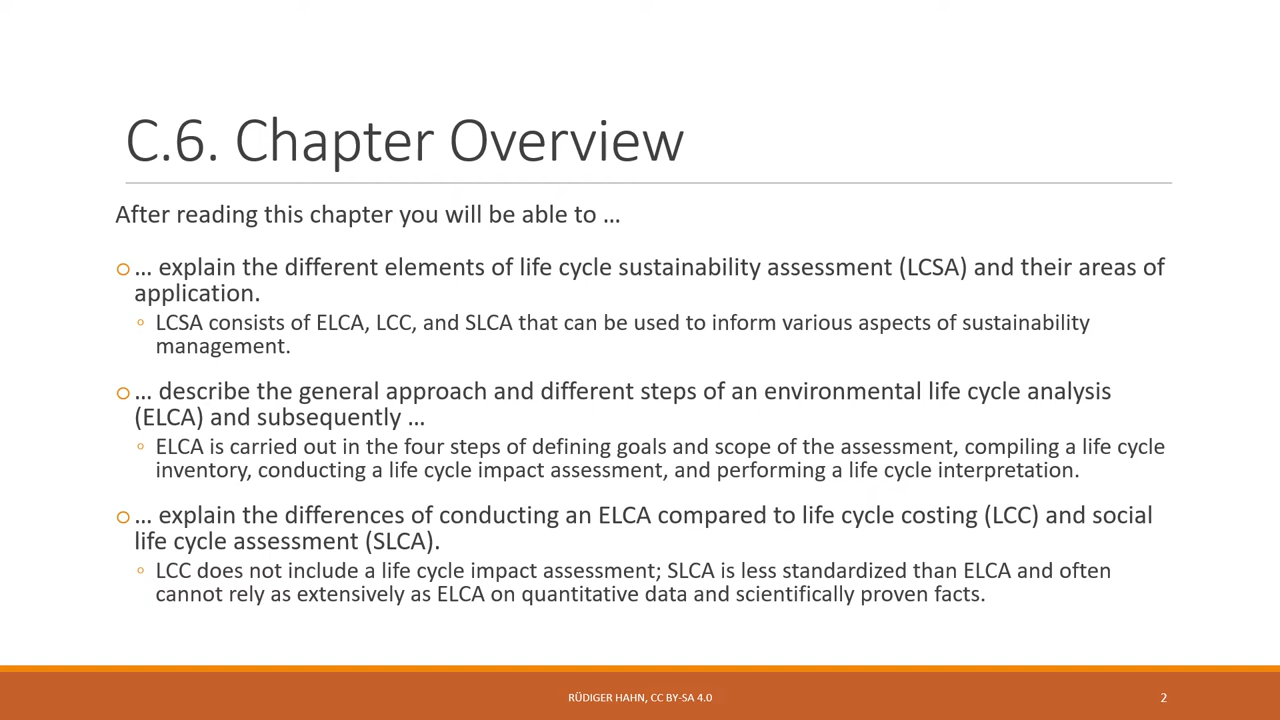 C.6. Chapter Overview
After reading this chapter you will be able to …
… explain the different elements of life cycle sustainability assessment (LCSA) and their areas of
application.
LCSA consists of ELCA, LCC, and SLCA that can be used to inform various aspects of sustainability
management.
… describe the general approach and different steps of an environmental life cycle analysis
(ELCA) and subsequently …
ELCA is carried out in the four steps of defining goals and scope of the assessment, compiling a life cycle
inventory, conducting a life cycle impact assessment, and performing a life cycle interpretation.
… explain the differences of conducting an ELCA compared to life cycle costing (LCC) and social
life cycle assessment (SLCA).
LCC does not include a life cycle impact assessment; SLCA is less standardized than ELCA and often
cannot rely as extensively as ELCA on quantitative data and scientifically proven facts.
RÜDIGER HAHN, CC BY-SA 4.0
2